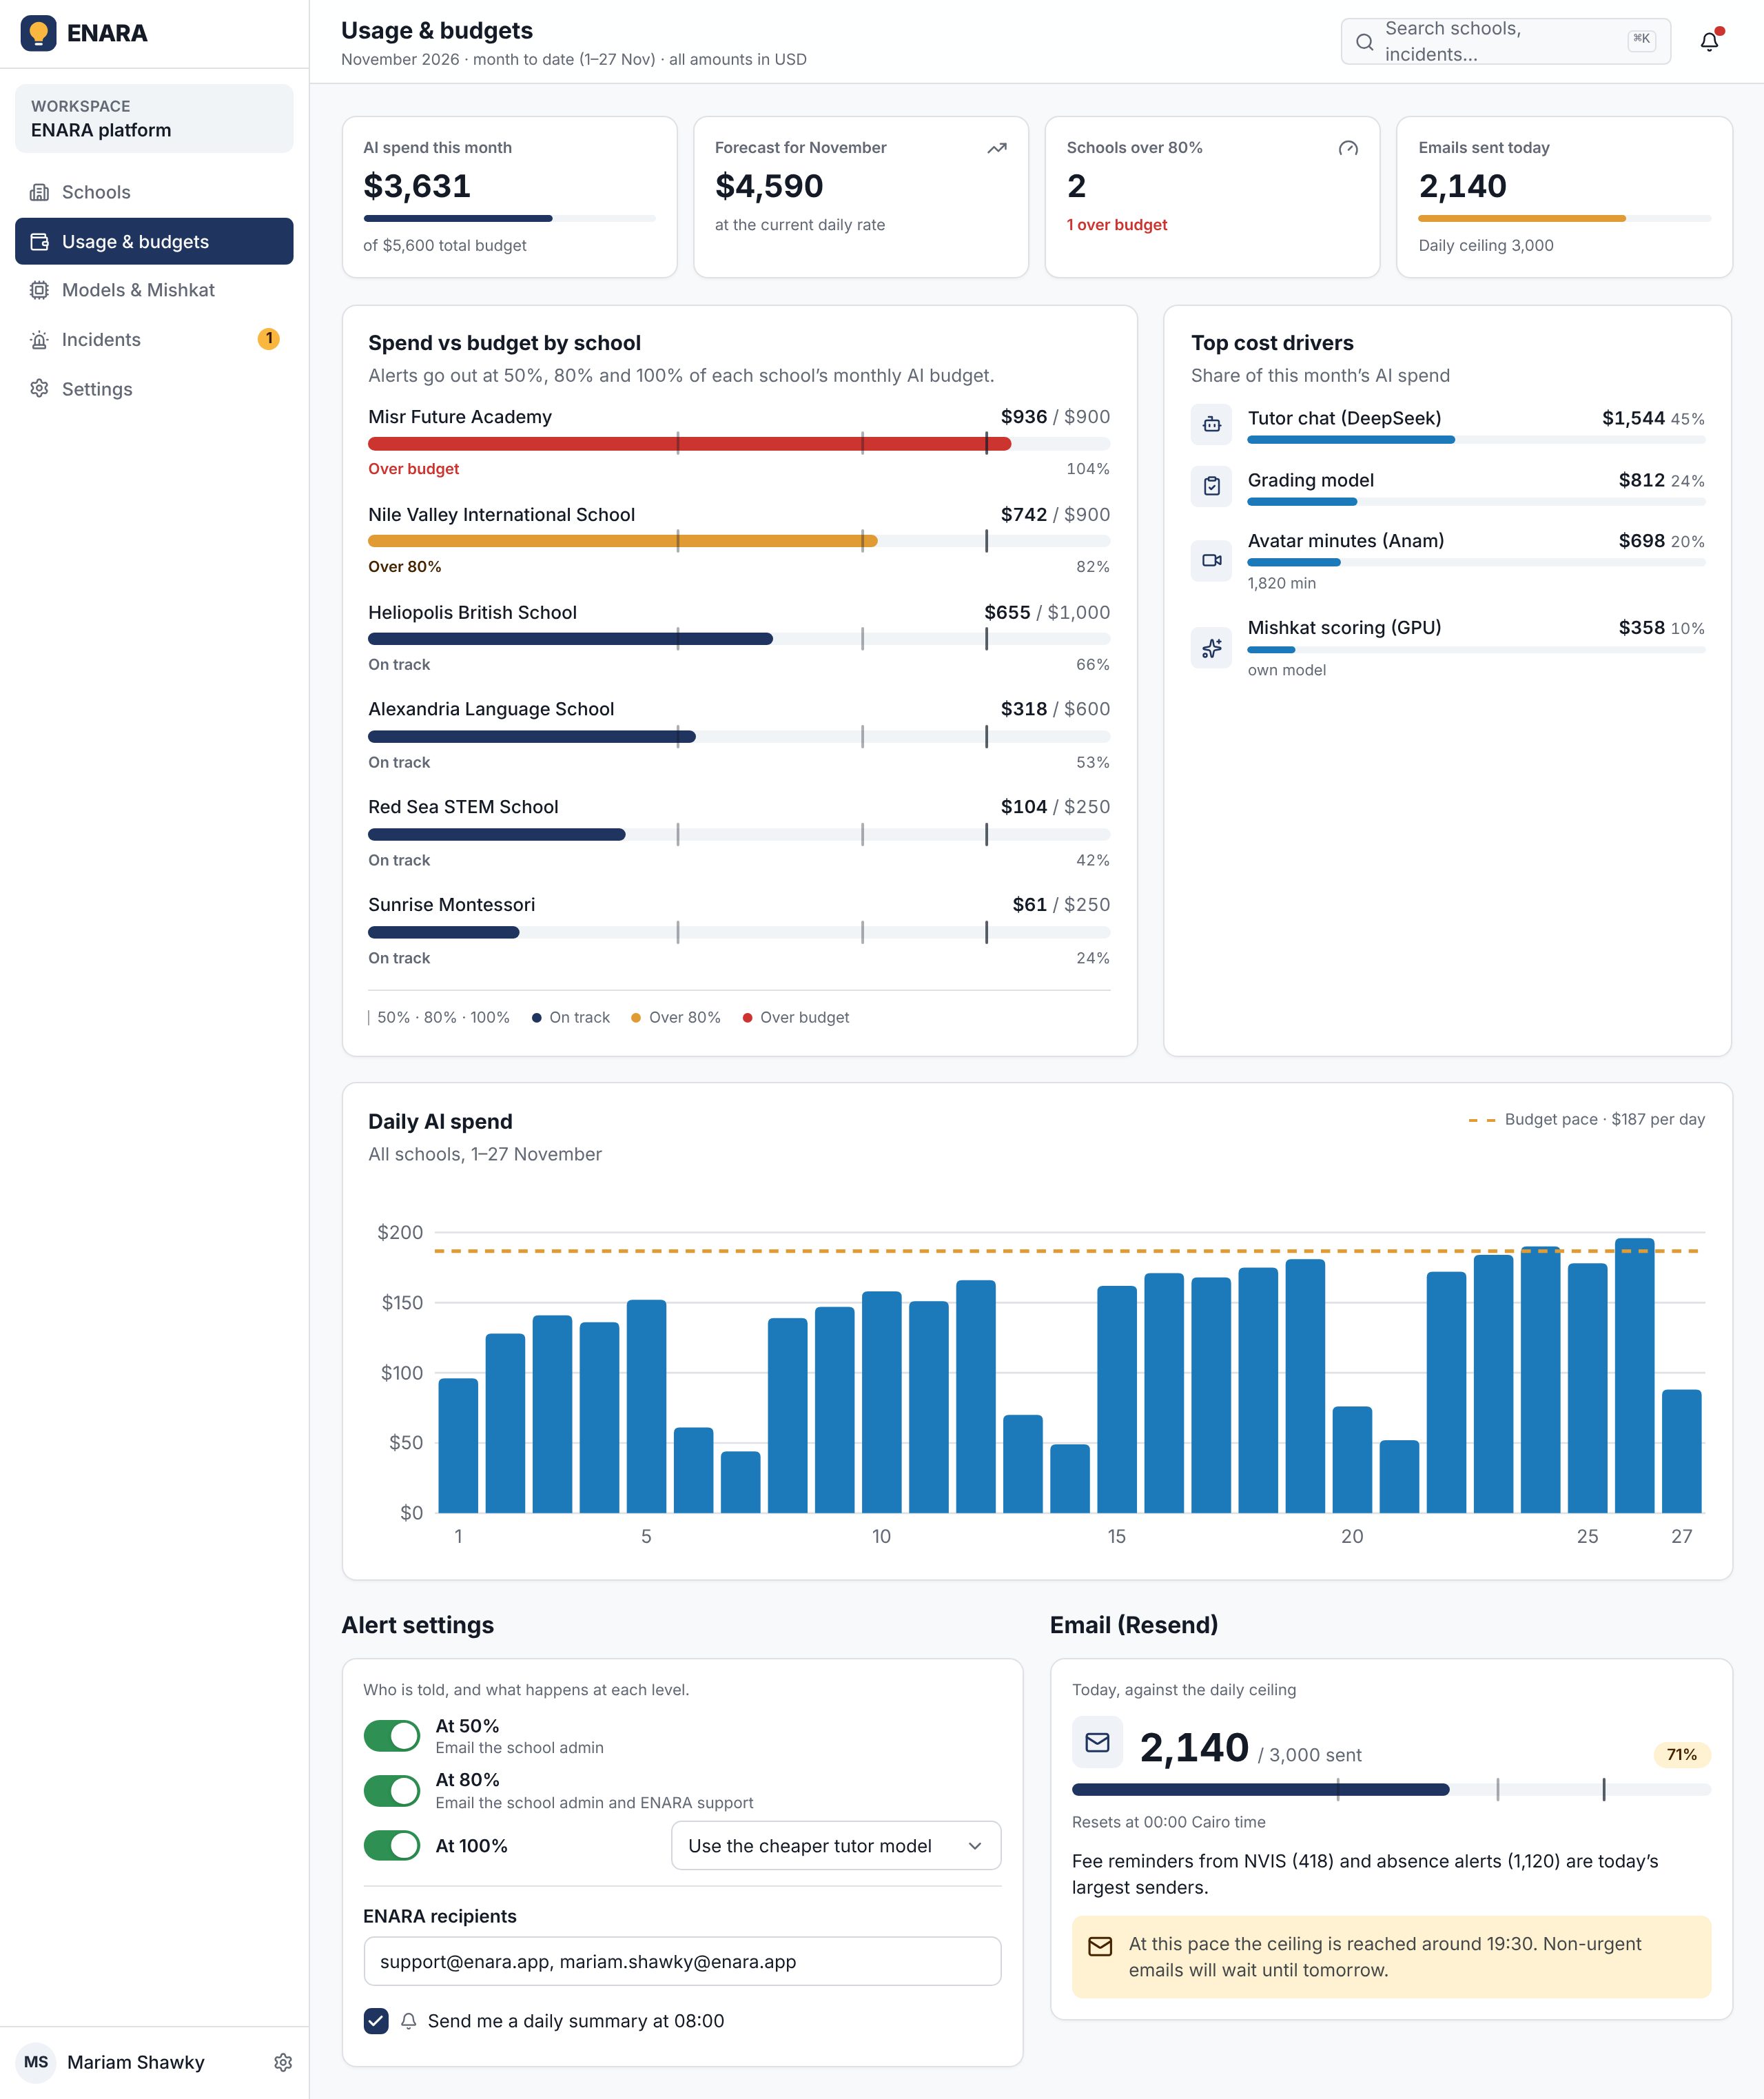 ENARA
WORKSPACE
ENARA platform
Schools
Usage & budgets
Models & Mishkat
Incidents 1
Settings
MS Mariam Shawky
Usage & budgets
November 2026 · month to date (1–27 Nov) · all amounts in USD
Search schools,
incidents…
⌘K
AI spend this month
$3,631
of $5,600 total budget
Forecast for November
$4,590
at the current daily rate
Schools over 80%
2
1 over budget
Emails sent today
2,140
Daily ceiling 3,000
Spend vs budget by school
Alerts go out at 50%, 80% and 100% of each school’s monthly AI budget.
Misr Future Academy $936 / $900
Over budget 104%
Nile Valley International School $742 / $900
Over 80% 82%
Heliopolis British School $655 / $1,000
On track 66%
Alexandria Language School $318 / $600
On track 53%
Red Sea STEM School $104 / $250
On track 42%
Sunrise Montessori $61 / $250
On track 24%
50% · 80% · 100% On track Over 80% Over budget
Top cost drivers
Share of this month’s AI spend
Tutor chat (DeepSeek) $1,544 45%
Grading model $812 24%
Avatar minutes (Anam) $698 20%
1,820 min
Mishkat scoring (GPU) $358 10%
own model
Daily AI spend
All schools, 1–27 November
Budget pace · $187 per day
$200
$150
$100
$50
$0
1 5 10 15 20 25 27
Alert settings
Who is told, and what happens at each level.
At 50%
Email the school admin
At 80%
Email the school admin and ENARA support
At 100% Use the cheaper tutor model
ENARA recipients
support@enara.app, mariam.shawky@enara.app
Send me a daily summary at 08:00
Email (Resend)
Today, against the daily ceiling
2,140 / 3,000 sent 71%
Resets at 00:00 Cairo time
Fee reminders from NVIS (418) and absence alerts (1,120) are today’s
largest senders.
At this pace the ceiling is reached around 19:30. Non-urgent
emails will wait until tomorrow.